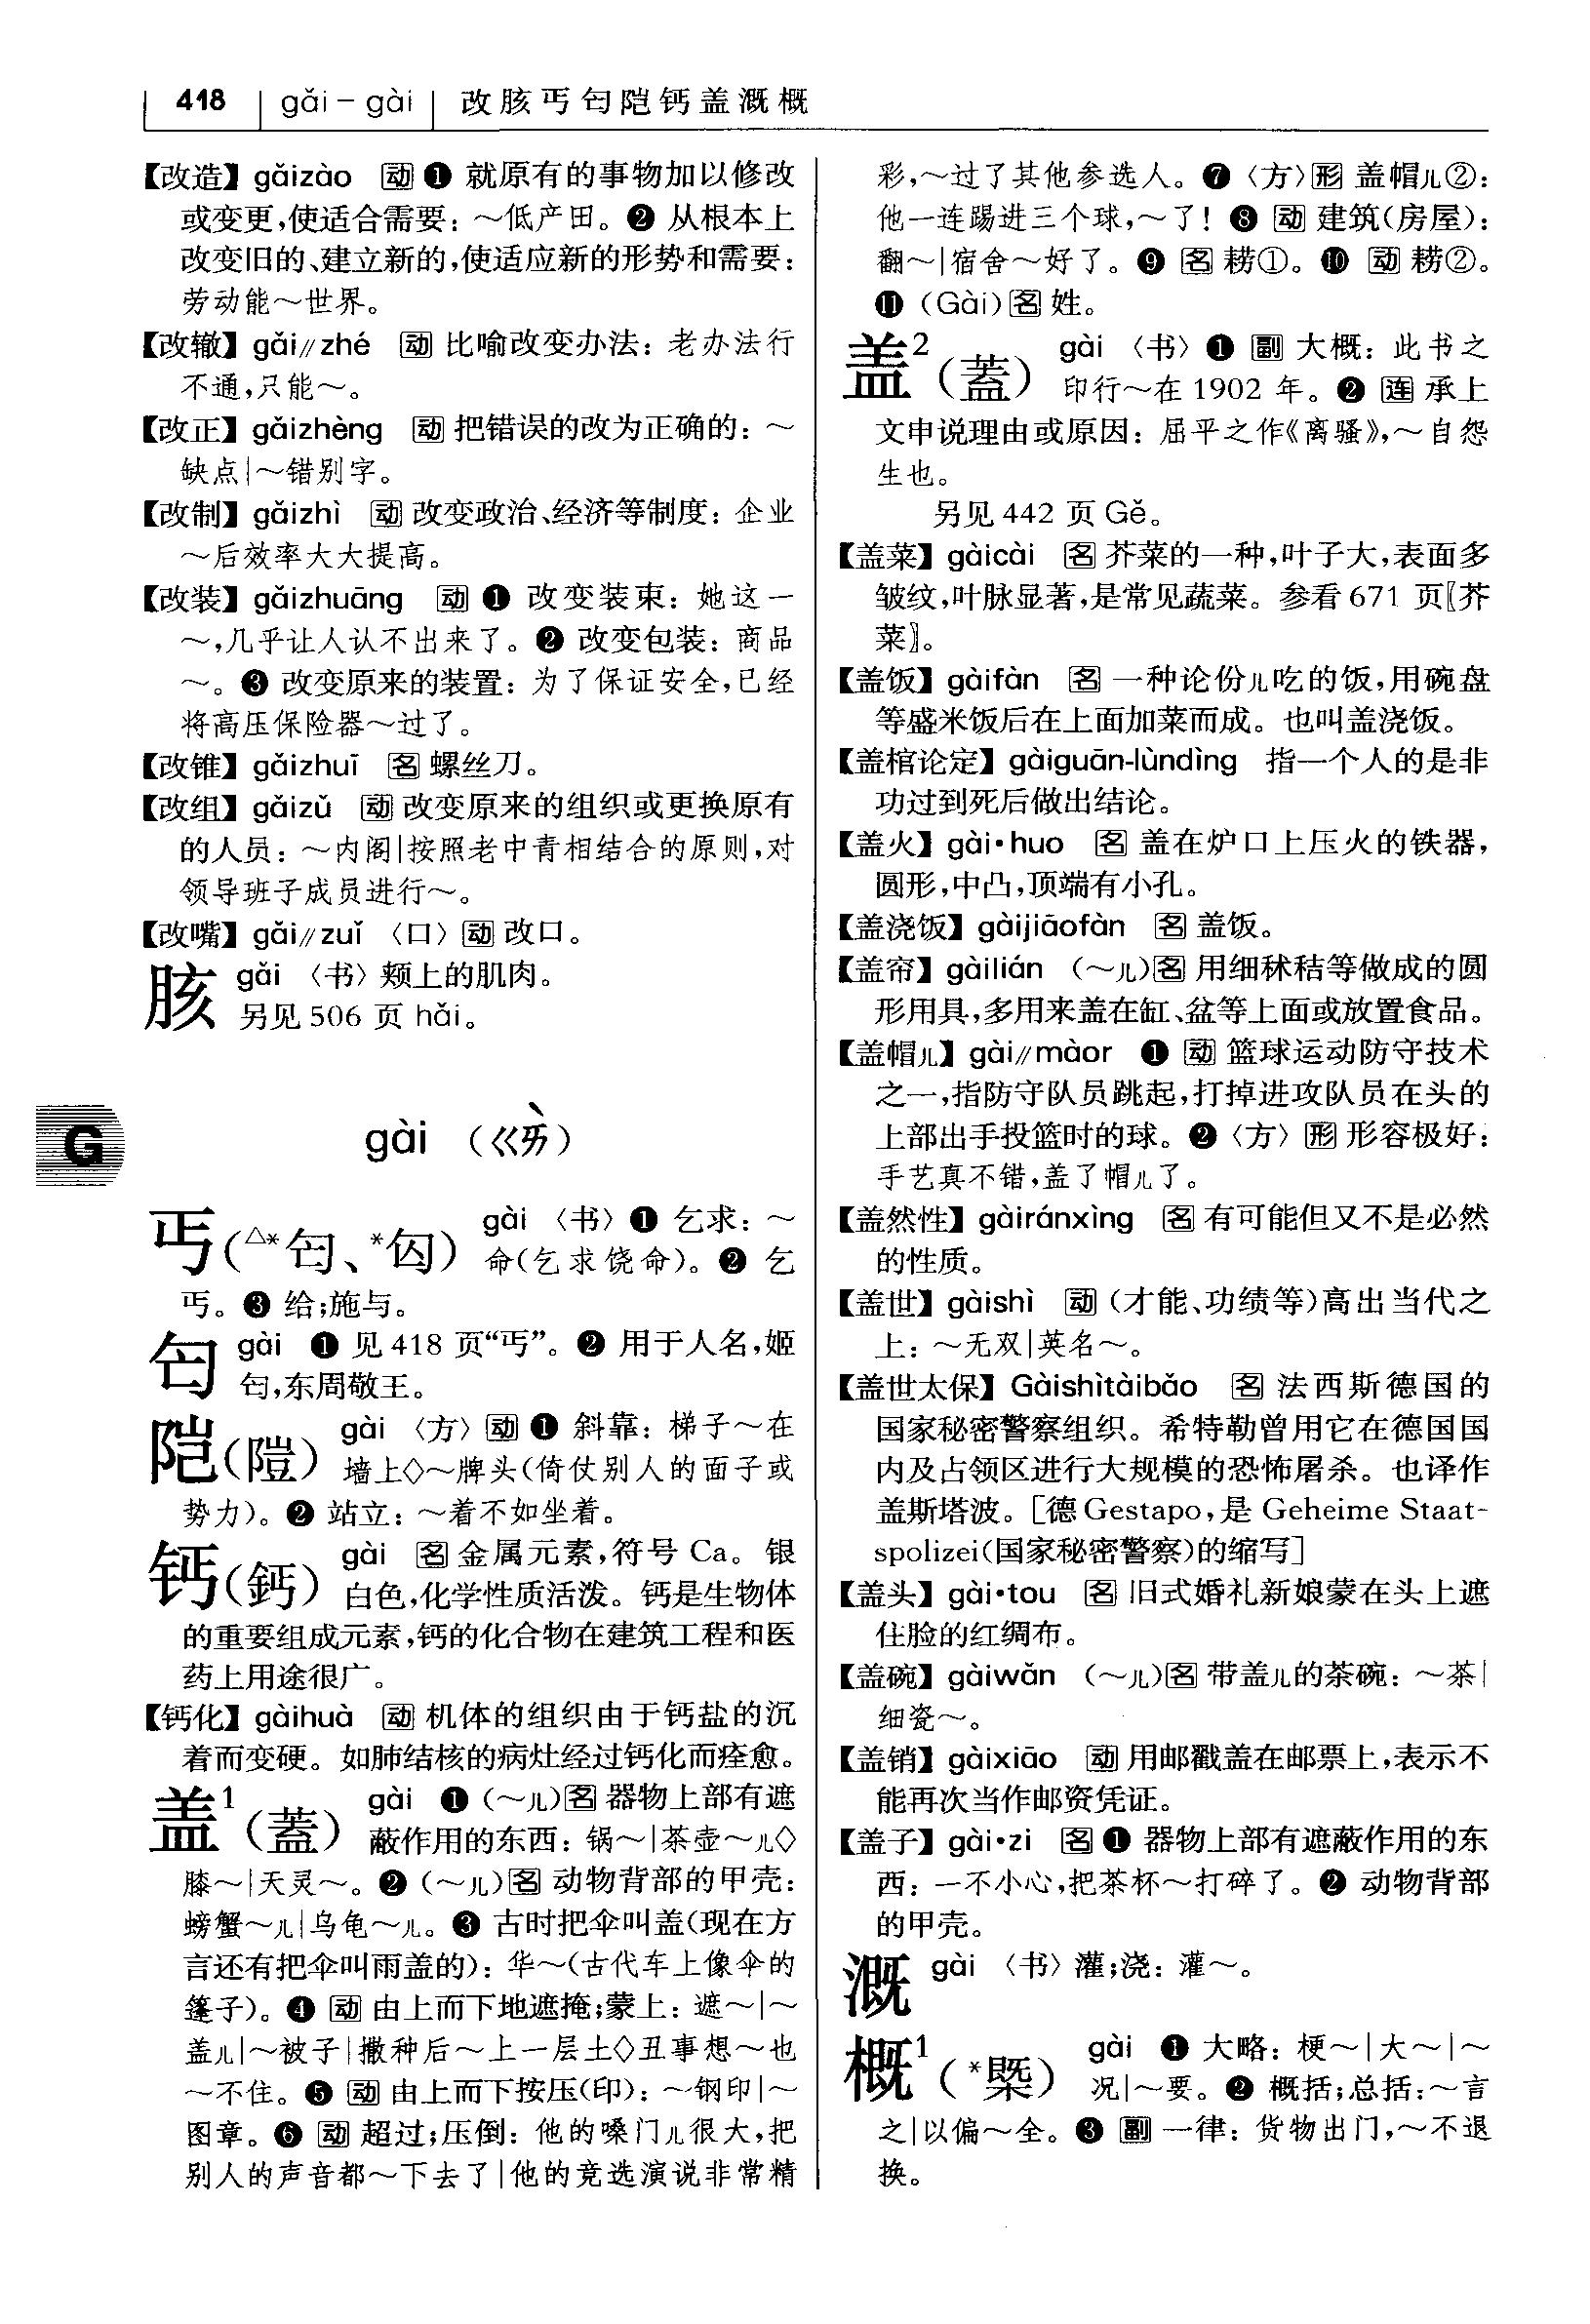 418 gǎi－gài 改胲丐匄隑钙盖溉概
【改造】 gǎizào 动 ❶ 就原有的事物加以修改
或变更,使适合需要：～低产田。❷ 从根本上
改变旧的、建立新的,使适应新的形势和需要：
劳动能～世界。
【改辙】 gǎi∥zhé 动 比喻改变办法：老办法行
不通,只能～。
【改正】 gǎizhèng 动 把错误的改为正确的：～
缺点|～错别字。
【改制】 gǎizhì 动 改变政治、经济等制度：企业
～后效率大大提高。
【改装】 gǎizhuāng 动 ❶ 改变装束：她这一
～,几乎让人认不出来了。❷ 改变包装：商品
～。❸ 改变原来的装置：为了保证安全,已经
将高压保险器～过了。
【改锥】 gǎizhuī 名 螺丝刀。
【改组】 gǎizǔ 动 改变原来的组织或更换原有
的人员：～内阁|按照老中青相结合的原则,对
领导班子成员进行～。
【改嘴】 gǎi∥zuǐ 〈口〉动 改口。
胲 gǎi 〈书〉颊上的肌肉。
另见 506 页 hǎi。
G
gài （ㄍㄞˋ）
丐(△*匄、*匃) gài 〈书〉❶ 乞求：～
命(乞求饶命)。❷ 乞
丐。❸ 给;施与。
匄 gài ❶ 见 418 页“丐”。❷ 用于人名,姬
匄,东周敬王。
隑(隑) gài 〈方〉动 ❶ 斜靠：梯子～在
墙上◇～牌头(倚仗别人的面子或
势力)。❷ 站立：～着不如坐着。
钙(鈣) gài 名 金属元素,符号 Ca。银
白色,化学性质活泼。钙是生物体
的重要组成元素,钙的化合物在建筑工程和医
药上用途很广。
【钙化】 gàihuà 动 机体的组织由于钙盐的沉
着而变硬。如肺结核的病灶经过钙化而痊愈。
盖¹(蓋) gài ❶ (～儿)名 器物上部有遮
蔽作用的东西：锅～|茶壶～儿◇
膝～|天灵～。❷ (～儿)名 动物背部的甲壳：
螃蟹～儿|乌龟～儿。❸ 古时把伞叫盖(现在方
言还有把伞叫雨盖的)：华～(古代车上像伞的
篷子)。❹ 动 由上而下地遮掩;蒙上：遮～|～
盖儿|～被子|撒种后～上一层土◇丑事想～也
～不住。❺ 动 由上而下按压(印)：～钢印|～
图章。❻ 动 超过;压倒：他的嗓门儿很大,把
别人的声音都～下去了|他的竞选演说非常精
彩,～过了其他参选人。❼ 〈方〉形 盖帽儿②：
他一连踢进三个球,～了！❽ 动 建筑(房屋)：
翻～|宿舍～好了。❾ 名 耢①。❿ 动 耢②。
⓫ (Gài)名 姓。
盖²(蓋) gài 〈书〉❶ 副 大概：此书之
印行～在 1902 年。❷ 连 承上
文申说理由或原因：屈平之作《离骚》,～自怨
生也。
另见 442 页 Gě。
【盖菜】 gàicài 名 芥菜的一种,叶子大,表面多
皱纹,叶脉显著,是常见蔬菜。参看 671 页〖芥
菜〗。
【盖饭】 gàifàn 名 一种论份儿吃的饭,用碗盘
等盛米饭后在上面加菜而成。也叫盖浇饭。
【盖棺论定】 gàiguān-lùndìng 指一个人的是非
功过到死后做出结论。
【盖火】 gài·huo 名 盖在炉口上压火的铁器,
圆形,中凸,顶端有小孔。
【盖浇饭】 gàijiāofàn 名 盖饭。
【盖帘】 gàilián (～儿)名 用细秫秸等做成的圆
形用具,多用来盖在缸、盆等上面或放置食品。
【盖帽儿】 gài∥màor ❶ 动 篮球运动防守技术
之一,指防守队员跳起,打掉进攻队员在头的
上部出手投篮时的球。❷〈方〉形 形容极好：
手艺真不错,盖了帽儿了。
【盖然性】 gàiránxìng 名 有可能但又不是必然
的性质。
【盖世】 gàishì 动 (才能、功绩等)高出当代之
上：～无双|英名～。
【盖世太保】 Gàishìtàibǎo 名 法西斯德国的
国家秘密警察组织。希特勒曾用它在德国国
内及占领区进行大规模的恐怖屠杀。也译作
盖斯塔波。[德 Gestapo,是 Geheime Staat-
spolizei(国家秘密警察)的缩写]
【盖头】 gài·tou 名 旧式婚礼新娘蒙在头上遮
住脸的红绸布。
【盖碗】 gàiwǎn (～儿)名 带盖儿的茶碗：～茶|
细瓷～。
【盖销】 gàixiāo 动 用邮戳盖在邮票上,表示不
能再次当作邮资凭证。
【盖子】 gài·zi 名 ❶ 器物上部有遮蔽作用的东
西：一不小心,把茶杯～打碎了。❷ 动物背部
的甲壳。
溉 gài 〈书〉灌;浇：灌～。
概¹(*槩) gài ❶ 大略：梗～|大～|～
况|～要。❷ 概括;总括：～言
之|以偏～全。❸ 副 一律：货物出门,～不退
换。